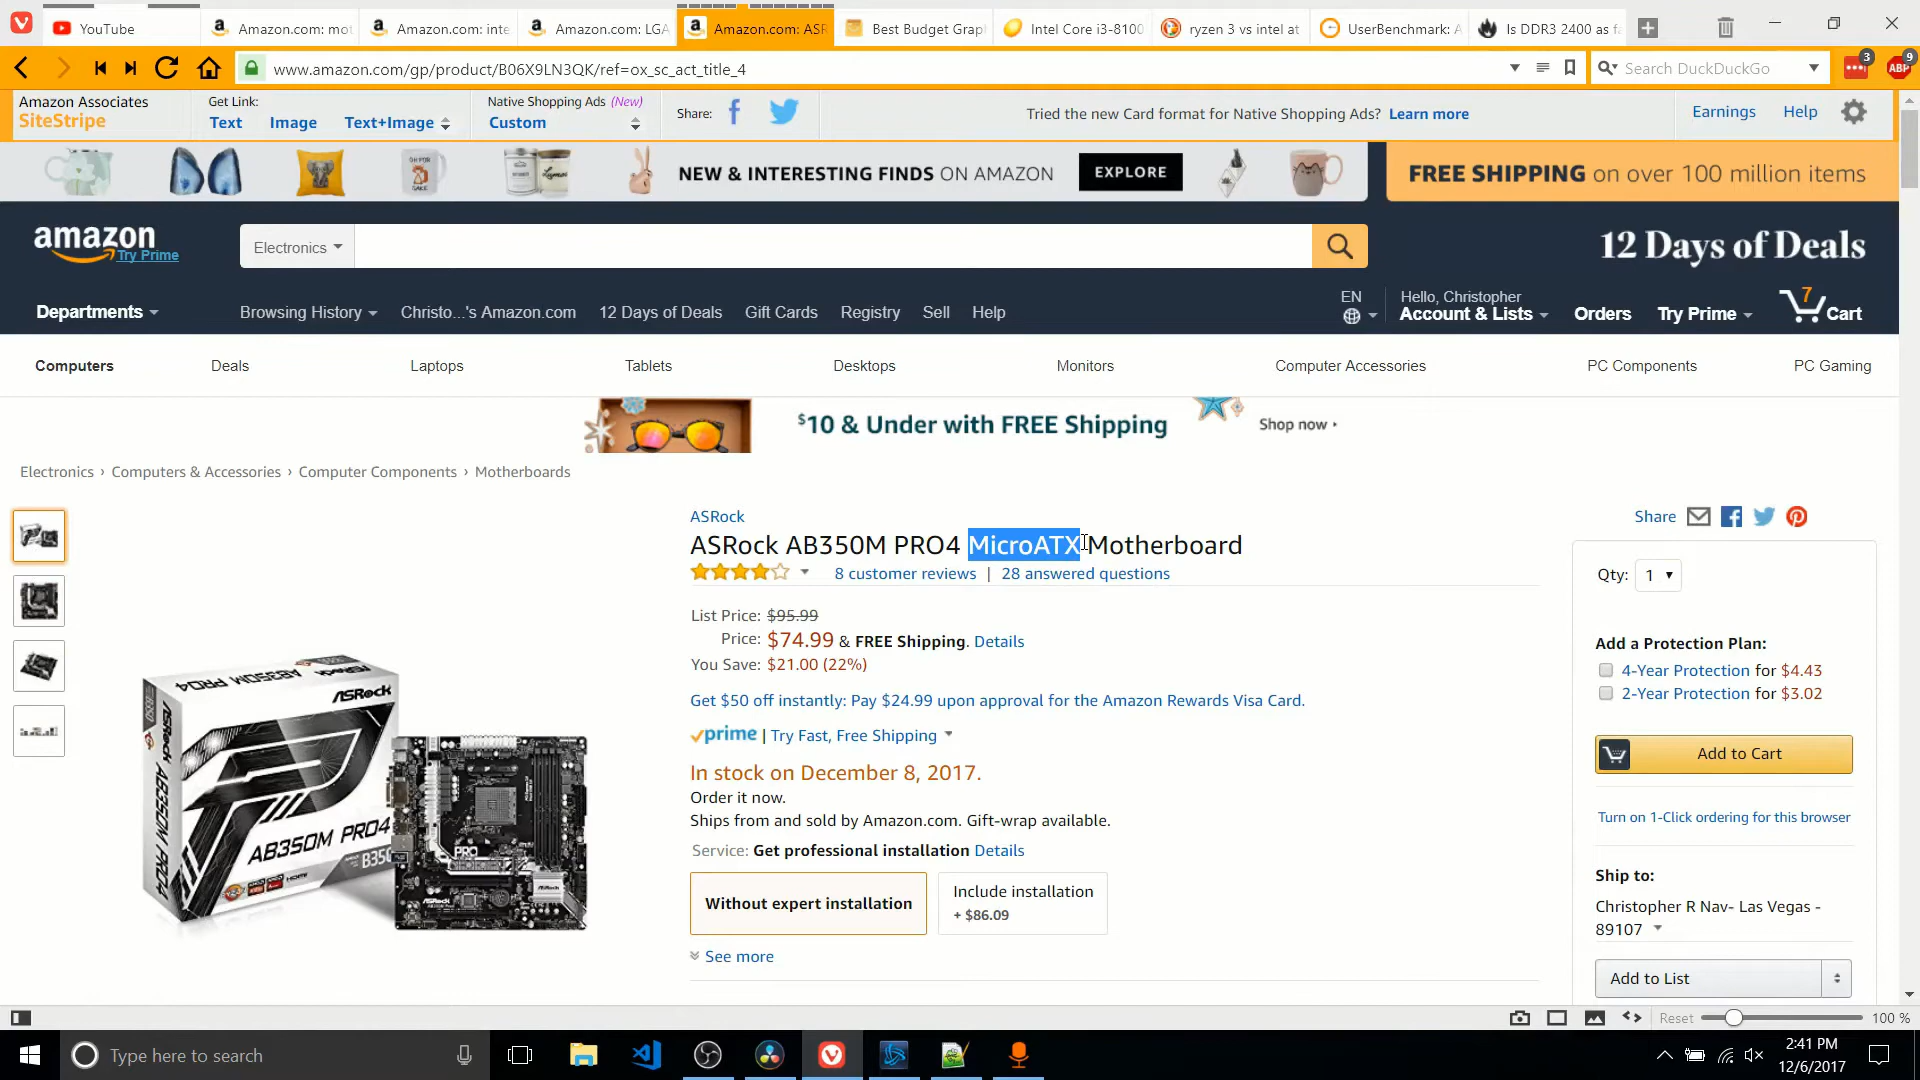 YouTube
Amazon.com: mot
Amazon.com: inte
Amazon.com: LGA
Amazon.com: ASR
Best Budget Grap
Intel Core i3-8100
ryzen 3 vs intel at
UserBenchmark: A
Is DDR3 2400 as f
www.amazon.com/gp/product/B06X9LN3QK/ref=ox_sc_act_title_4
Search DuckDuckGo
3
ABP
9
Amazon Associates
SiteStripe
Get Link:
Text
Image
Text+Image
Native Shopping Ads (New)
Custom
Share:
Tried the new Card format for Native Shopping Ads? Learn more
Earnings
Help
NEW & INTERESTING FINDS ON AMAZON
EXPLORE
FREE SHIPPING on over 100 million items
amazon
Try Prime
Electronics
12 Days of Deals
Departments
Browsing History
Christo...'s Amazon.com
12 Days of Deals
Gift Cards
Registry
Sell
Help
EN
Hello, Christopher
Account & Lists
Orders
Try Prime
7
Cart
Computers
Deals
Laptops
Tablets
Desktops
Monitors
Computer Accessories
PC Components
PC Gaming
$10 & Under with FREE Shipping
Shop now
Electronics › Computers & Accessories › Computer Components › Motherboards
ASRock
ASRock AB350M PRO4 MicroATX Motherboard
8 customer reviews | 28 answered questions
List Price: $95.99
Price: $74.99 & FREE Shipping. Details
You Save: $21.00 (22%)
Get $50 off instantly: Pay $24.99 upon approval for the Amazon Rewards Visa Card.
prime | Try Fast, Free Shipping
In stock on December 8, 2017.
Order it now.
Ships from and sold by Amazon.com. Gift-wrap available.
Service: Get professional installation Details
Without expert installation
Include installation
+ $86.09
See more
AB350M PRO4
ASRock
ASRock
AB350M PRO4
AB350M PRO4
Share
Qty: 1
Add a Protection Plan:
4-Year Protection for $4.43
2-Year Protection for $3.02
Add to Cart
Turn on 1-Click ordering for this browser
Ship to:
Christopher R Nav- Las Vegas -
89107
Add to List
Reset
100 %
Type here to search
2:41 PM
12/6/2017